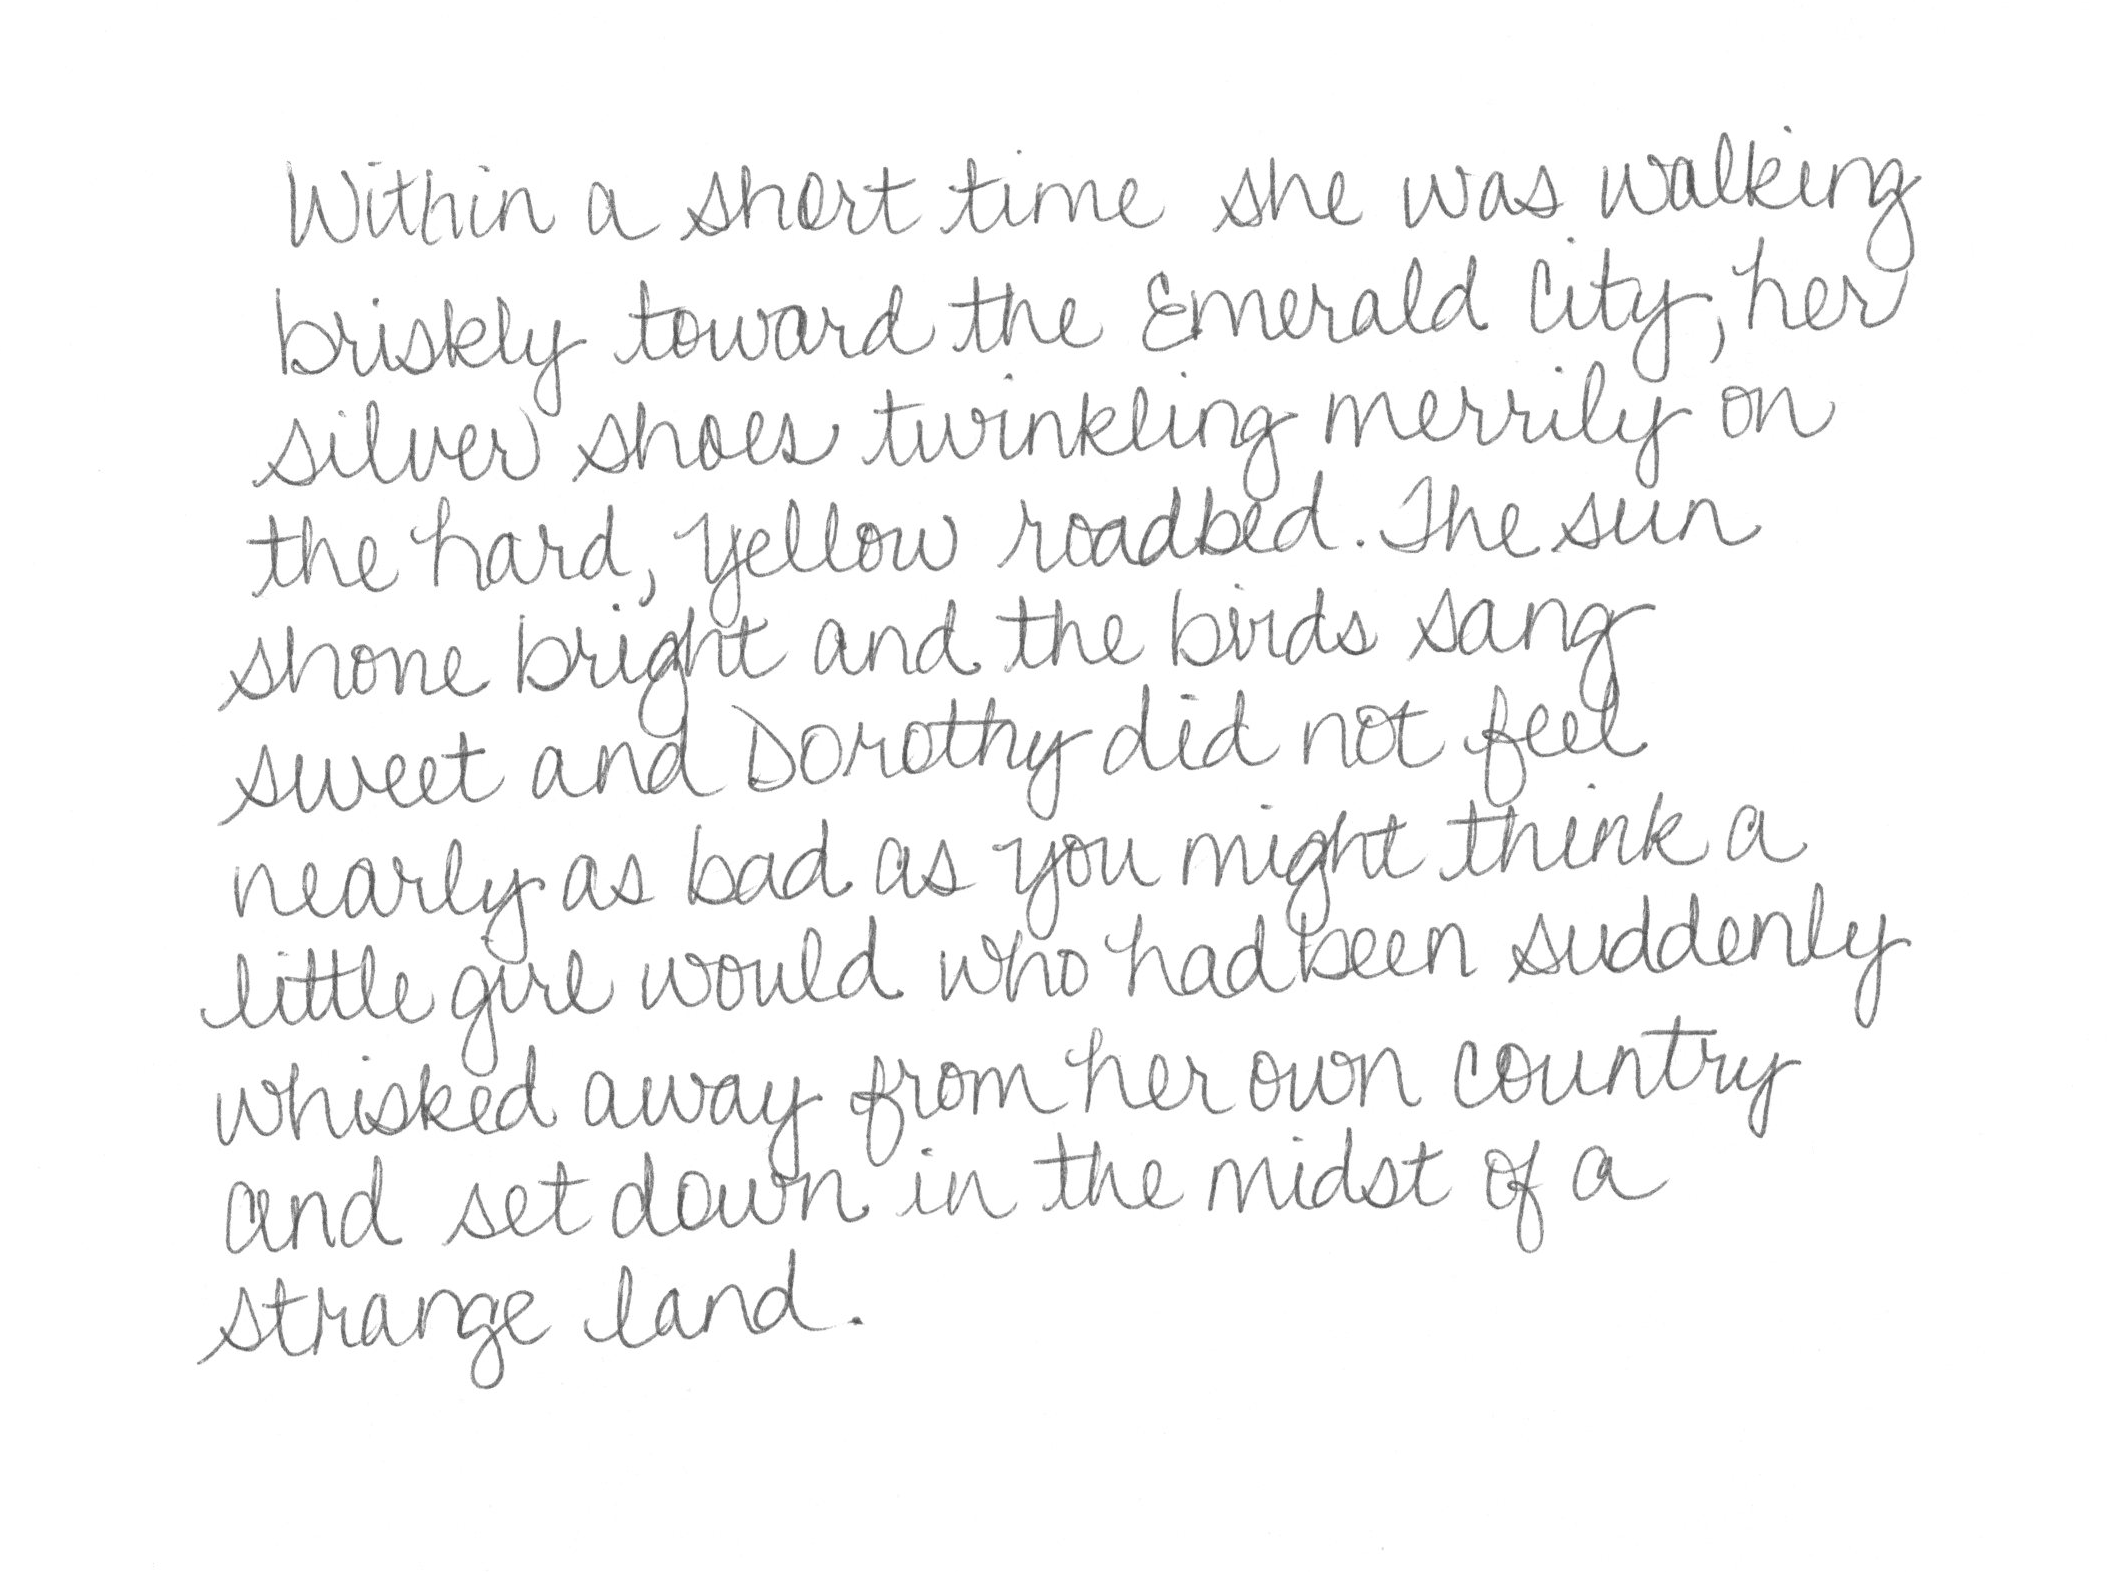 Within a short time she was walking
briskly toward the Emerald City, her
silver shoes twinkling merrily on
the hard, yellow roadbed. The sun
shone bright and the birds sang
sweet and Dorothy did not feel
nearly as bad as you might think a
little girl would who had been suddenly
whisked away from her own country
and set down in the midst of a
strange land.